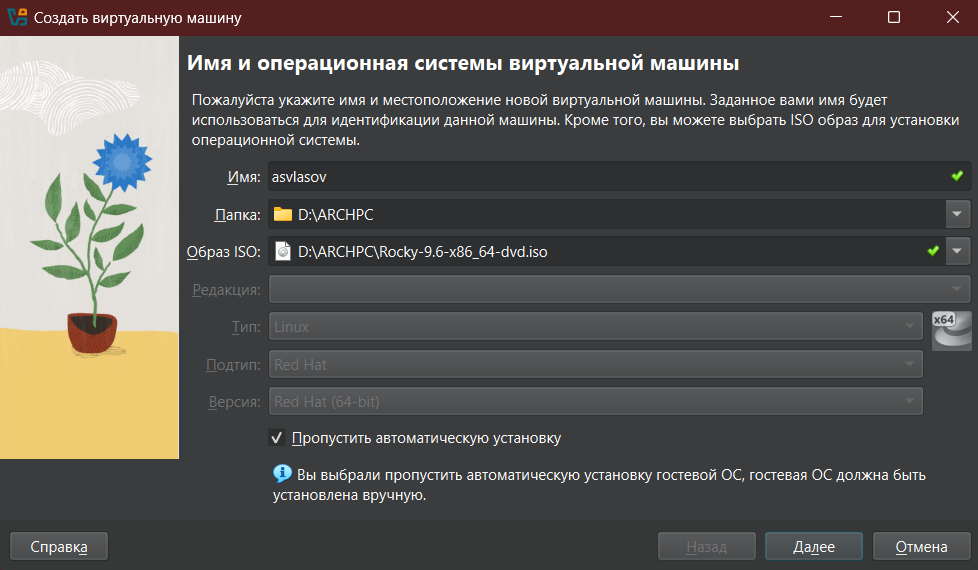 Создать виртуальную машину
Имя и операционная системы виртуальной машины
Пожалуйста укажите имя и местоположение новой виртуальной машины. Заданное вами имя будет
использоваться для идентификации данной машины. Кроме того, вы можете выбрать ISO образ для установки
операционной системы.
Имя: asvlasov
Папка: D:\ARCHPC
Образ ISO: D:\ARCHPC\Rocky-9.6-x86_64-dvd.iso
Редакция:
Тип: Linux
x64
Подтип: Red Hat
Версия: Red Hat (64-bit)
Пропустить автоматическую установку
Вы выбрали пропустить автоматическую установку гостевой ОС, гостевая ОС должна быть
установлена вручную.
Справка Назад Далее Отмена